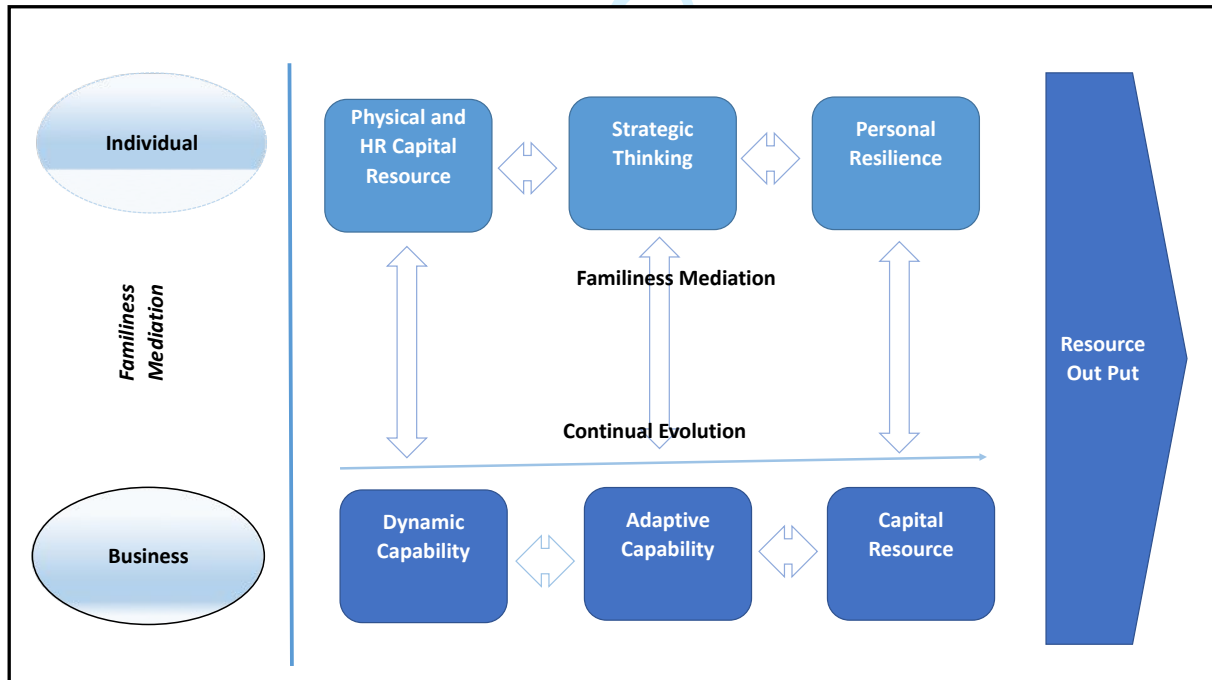 Individual
Familiness
Mediation
Business
Physical and
HR Capital
Resource
Strategic
Thinking
Personal
Resilience
Familiness Mediation
Continual Evolution
Dynamic
Capability
Adaptive
Capability
Capital
Resource
Resource
Out Put